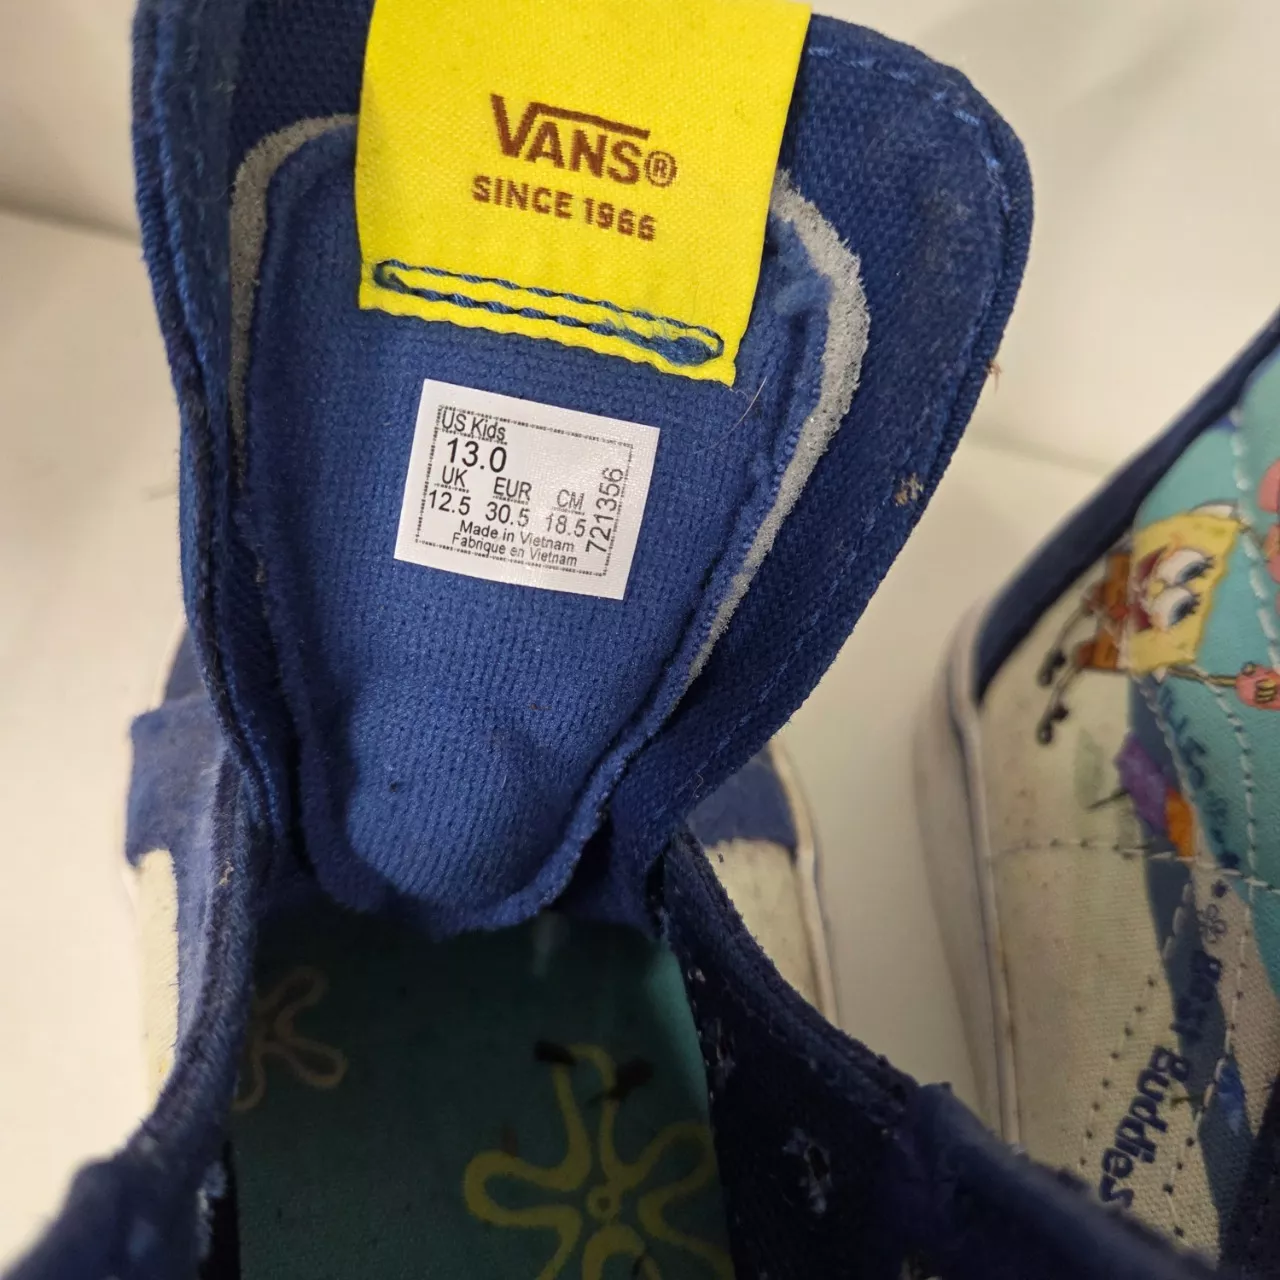 VANS®
SINCE 1966
US Kids
13.0
UK EUR CM
12.5 30.5 18.5
Made in Vietnam
Fabrique en Vietnam
721356
Buddies